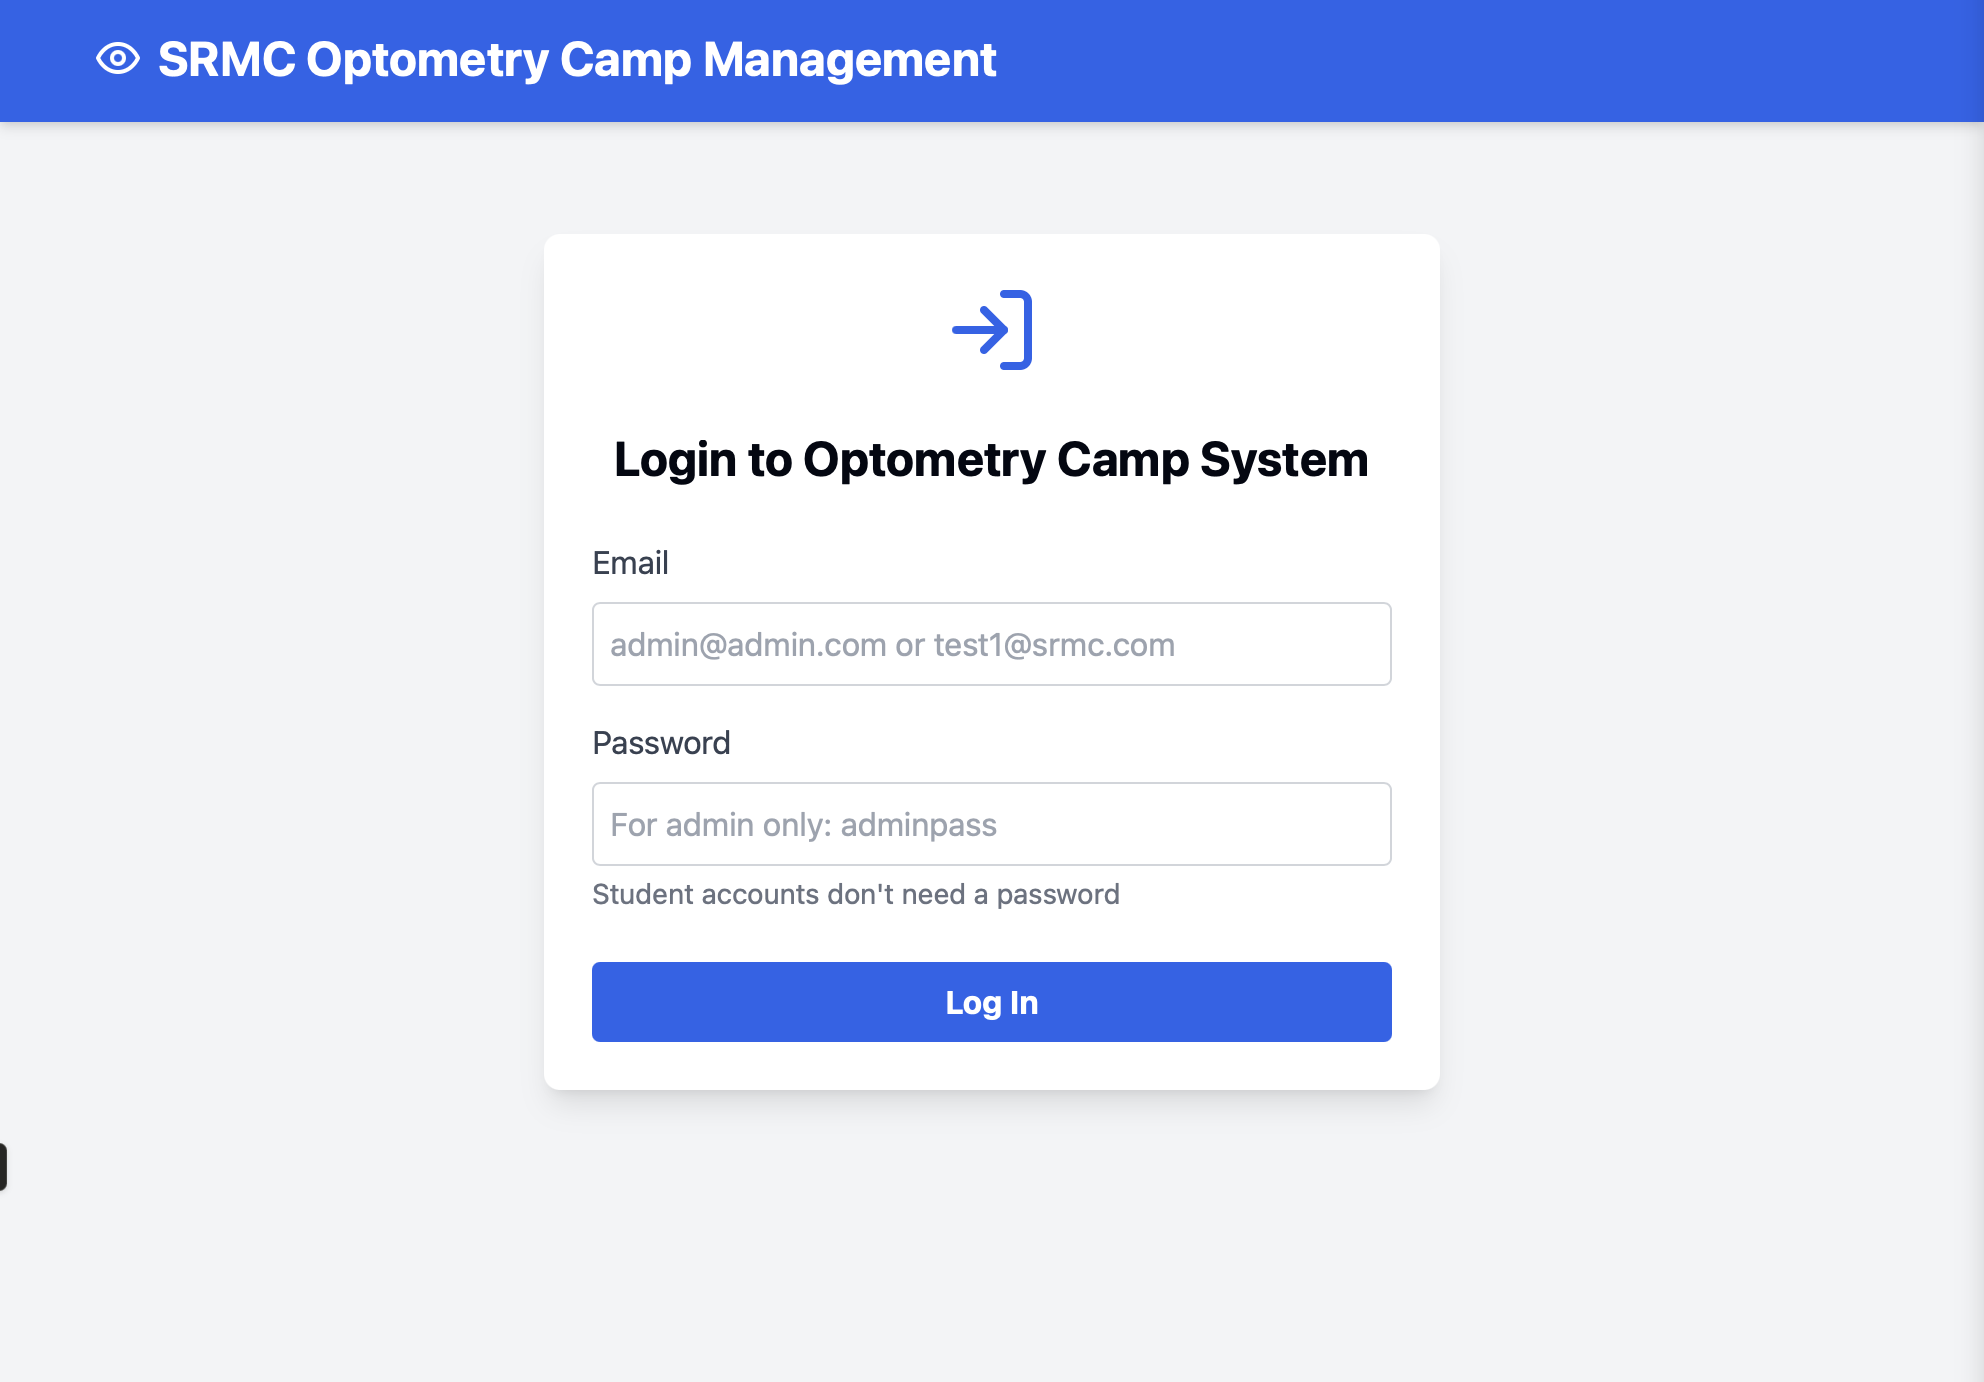 SRMC Optometry Camp Management
Login to Optometry Camp System
Email
admin@admin.com or test1@srmc.com
Password
For admin only: adminpass
Student accounts don't need a password
Log In